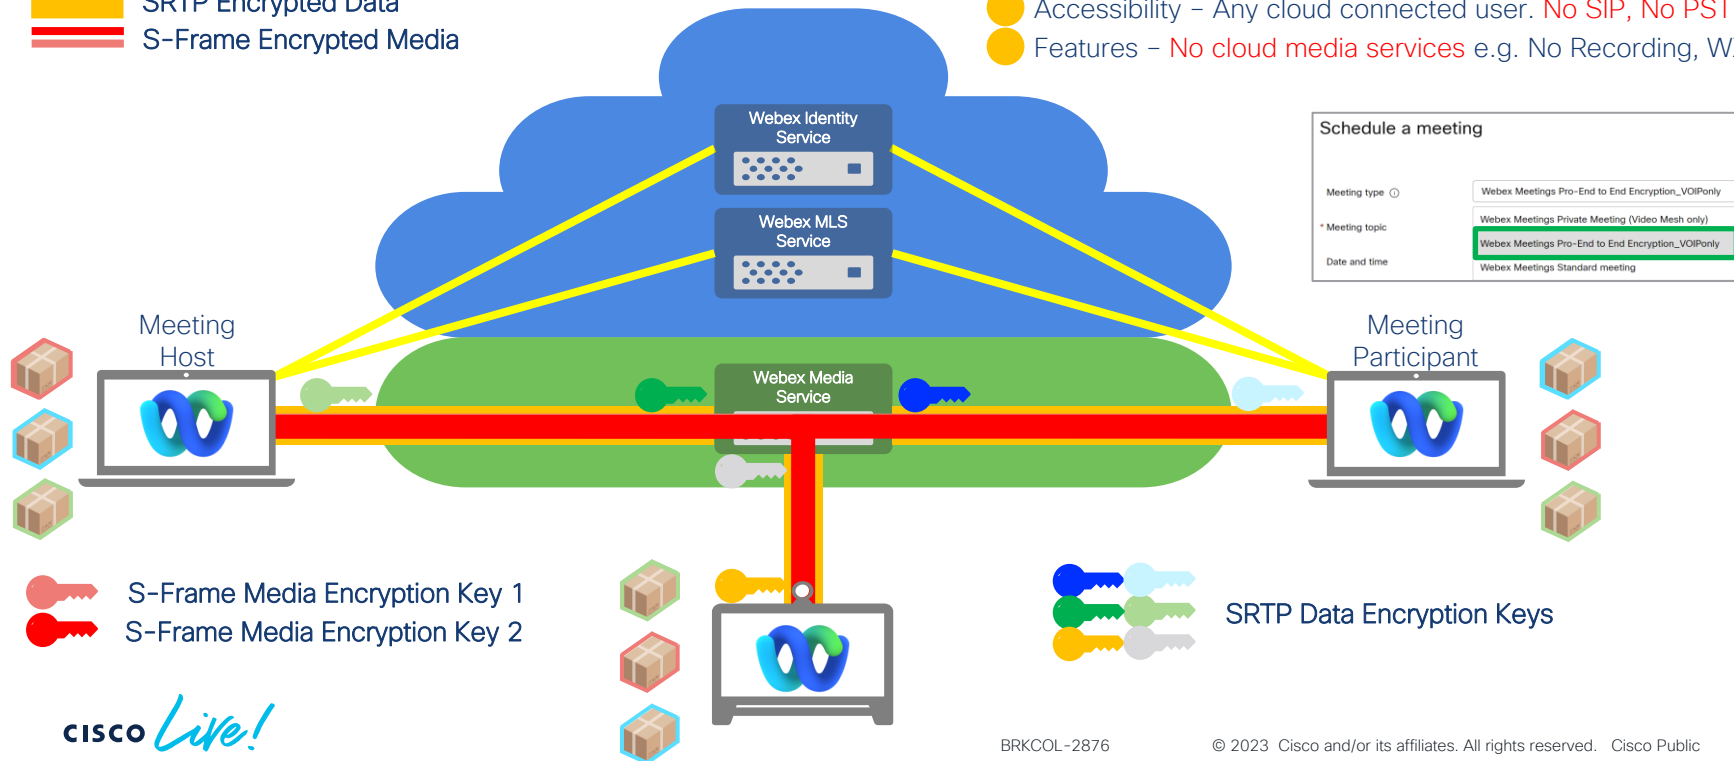 SRTP Encrypted Data
S-Frame Encrypted Media
Accessibility – Any cloud connected user. No SIP, No
Features – No cloud media services e.g. No Recording,
Webex Identity
Service
Webex MLS
Service
Schedule a meeting
Meeting type
Webex Meetings Pro-End to End Encryption_VOIPonly
Webex Meetings Private Meeting (Video Mesh only)
* Meeting topic
Webex Meetings Pro-End to End Encryption_VOIPonly
Date and time
Webex Meetings Standard meeting
Meeting
Host
Meeting
Participant
Webex Media
Service
S-Frame Media Encryption Key 1
S-Frame Media Encryption Key 2
SRTP Data Encryption Keys
CISCO Live!
BRKCOL-2876
© 2023 Cisco and/or its affiliates. All rights reserved. Cisco Public